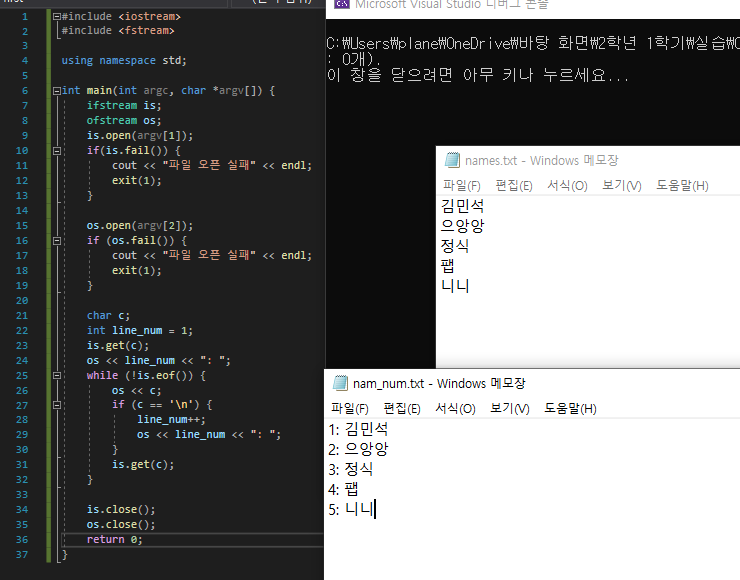 (전역 범위)
1 #include <iostream>
2 #include <fstream>
3
4 using namespace std;
5
6 int main(int argc, char *argv[]) {
7 ifstream is;
8 ofstream os;
9 is.open(argv[1]);
10 if(is.fail()) {
11 cout << "파일 오픈 실패" << endl;
12 exit(1);
13 }
14
15 os.open(argv[2]);
16 if (os.fail()) {
17 cout << "파일 오픈 실패" << endl;
18 exit(1);
19 }
20
21 char c;
22 int line_num = 1;
23 is.get(c);
24 os << line_num << ": ";
25 while (!is.eof()) {
26 os << c;
27 if (c == '\n') {
28 line_num++;
29 os << line_num << ": ";
30 }
31 is.get(c);
32 }
33
34 is.close();
35 os.close();
36 return 0;
37 }
Microsoft Visual Studio 디버그 콘솔
C:\Users\plane\OneDrive\바탕 화면\2학년 1학기\실습\
: 0개).
이 창을 닫으려면 아무 키나 누르세요...
names.txt - Windows 메모장
파일(F) 편집(E) 서식(O) 보기(V) 도움말(H)
김민석
으앙앙
정식
팹
니니
nam_num.txt - Windows 메모장
파일(F) 편집(E) 서식(O) 보기(V) 도움말(H)
1: 김민석
2: 으앙앙
3: 정식
4: 팹
5: 니니